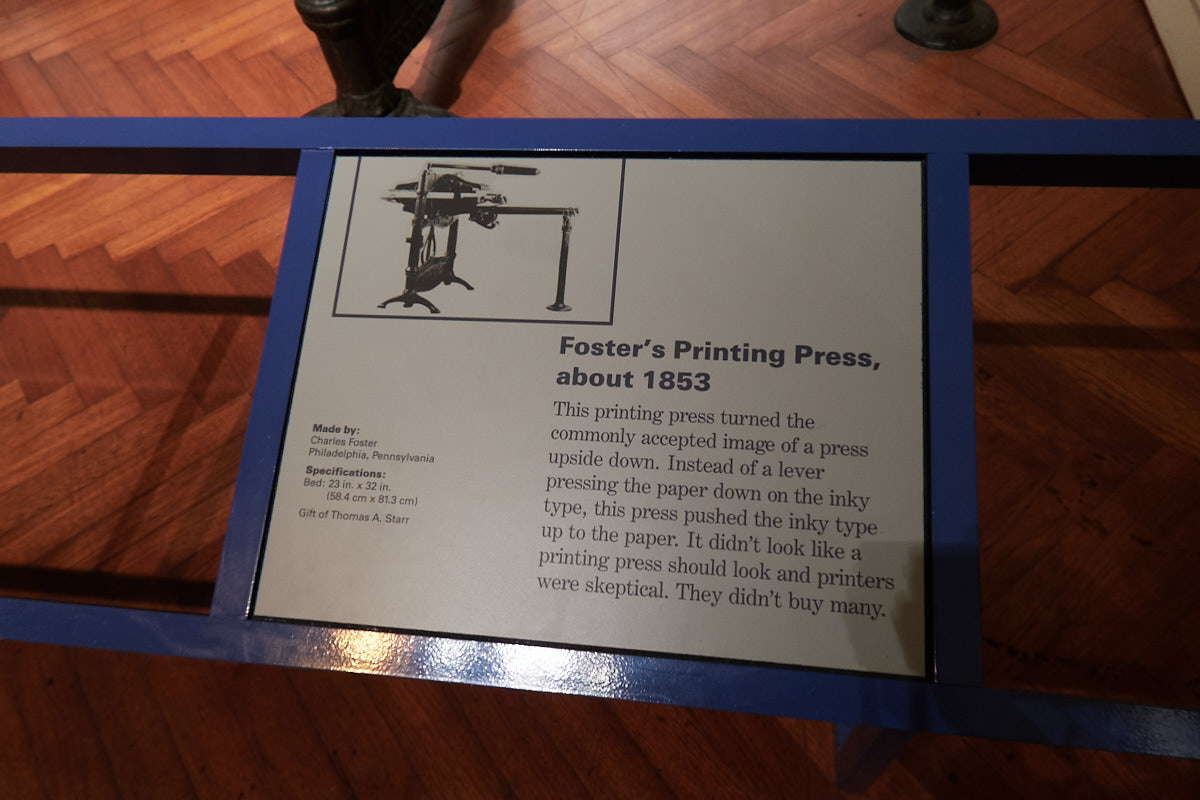 Foster's Printing Press,
about 1853
This printing press turned the
commonly accepted image of a press
upside down. Instead of a lever
pressing the paper down on the inky
type, this press pushed the inky type
up to the paper. It didn't look like a
printing press should look and printers
were skeptical. They didn't buy many.
Made by:
Charles Foster
Philadelphia, Pennsylvania
Specifications:
Bed: 23 in. x 32 in.
(58.4 cm x 81.3 cm)
Gift of Thomas A. Starr